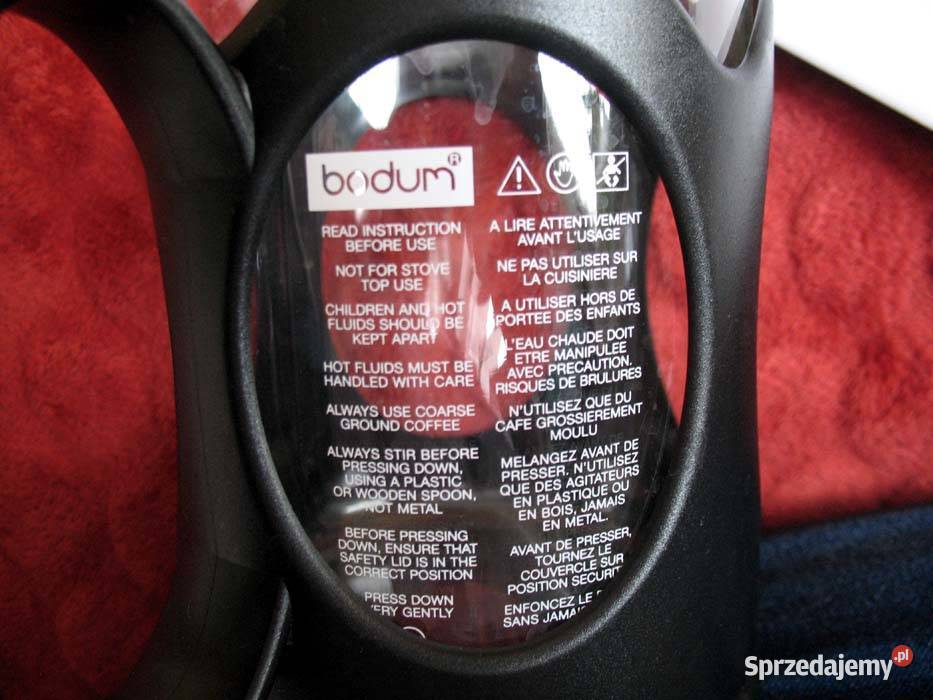 bodum®
READ INSTRUCTION
BEFORE USE
NOT FOR STOVE
TOP USE
CHILDREN AND HOT
FLUIDS SHOULD BE
KEPT APART
HOT FLUIDS MUST BE
HANDLED WITH CARE
ALWAYS USE COARSE
GROUND COFFEE
ALWAYS STIR BEFORE
PRESSING DOWN,
USING A PLASTIC
OR WOODEN SPOON,
NOT METAL
BEFORE PRESSING
DOWN, ENSURE THAT
SAFETY LID IS IN THE
CORRECT POSITION
PRESS DOWN
GENTLY
A LIRE ATTENTIVEMENT
AVANT L'USAGE
NE PAS UTILISER SUR
LA CUISINIERE
A UTILISER HORS DE
PORTEE DES ENFANTS
L'EAU CHAUDE DOIT
ETRE MANIPULEE
AVEC PRECAUTION.
RISQUES DE BRULURES
N'UTILISEZ QUE DU
CAFE GROSSIEREMENT
MOULU
MELANGEZ AVANT DE
PRESSER. N'UTILISEZ
QUE DES AGITATEURS
EN PLASTIQUE OU
EN BOIS, JAMAIS
EN METAL.
AVANT DE PRESSER,
TOURNEZ LE
COUVERCLE SUR
POSITION
ENFONCEZ LE
SANS
Sprzedajemy.pl